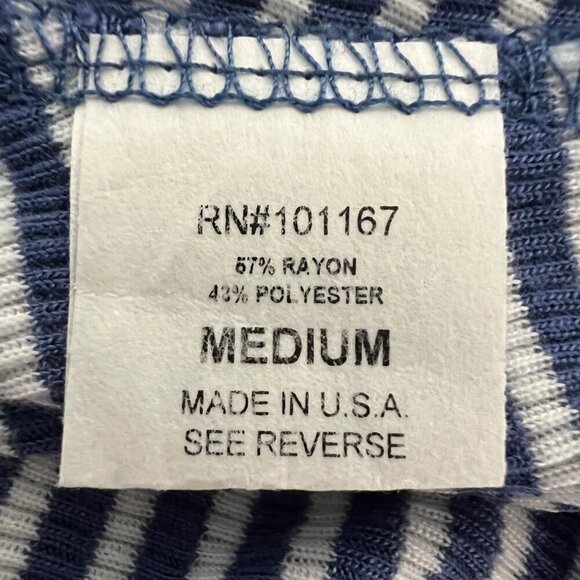 RN#101167
57% RAYON
43% POLYESTER
MEDIUM
MADE IN U.S.A.
SEE REVERSE